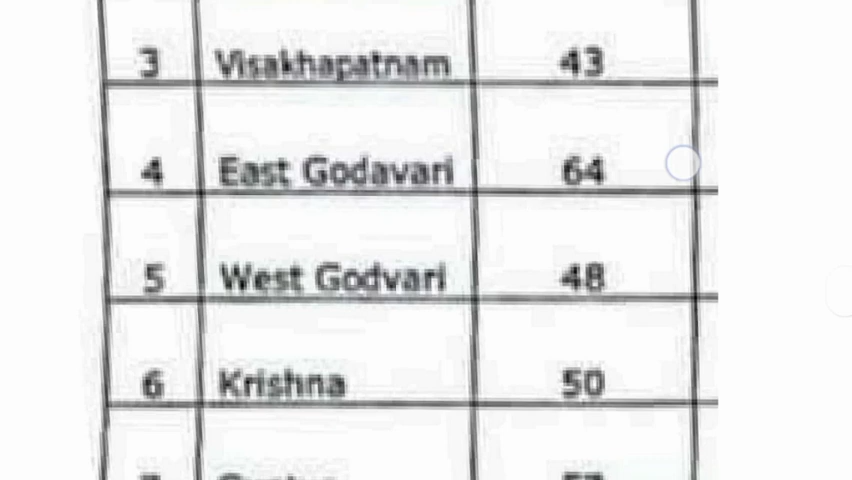 3 Visakhapatnam 43
4 East Godavari 64
5 West Godvari 48
6 Krishna 50